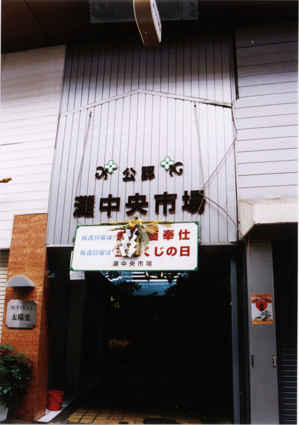 公認
灘中央市場
毎週月曜は 奉仕
毎週日曜は くじの日
灘中央市場
太陽堂